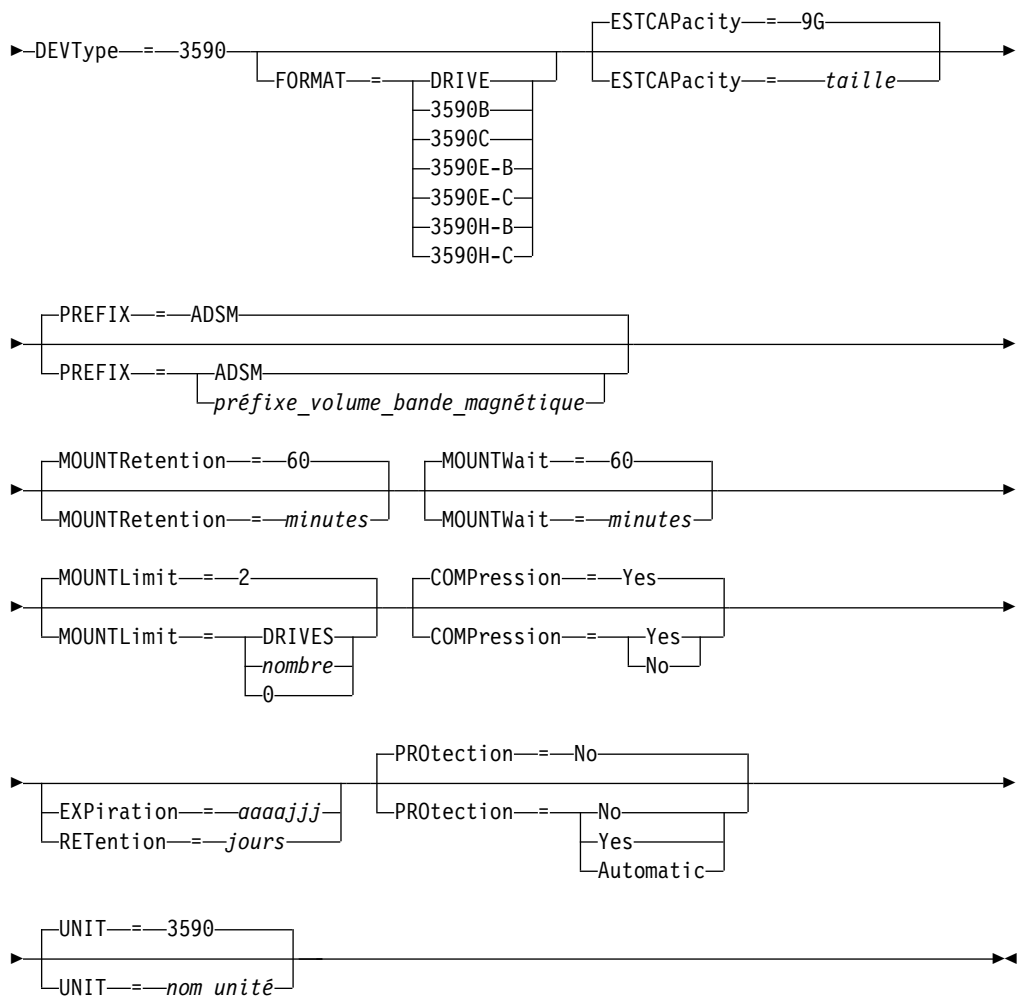 ESTCAPacity = 9G
DEVType = 3590
FORMAT = DRIVE
ESTCAPacity = taille
3590B
3590C
3590E-B
3590E-C
3590H-B
3590H-C
PREFIX = ADSM
PREFIX = ADSM
préfixe_volume_bande_magnétique
MOUNTRetention = 60 MOUNTWait = 60
MOUNTRetention = minutes MOUNTWait = minutes
MOUNTLimit = 2 COMPression = Yes
MOUNTLimit = DRIVES COMPression = Yes
nombre No
0
PROtection = No
EXPiration = aaaajjj PROtection = No
RETention = jours Yes
Automatic
UNIT = 3590
UNIT = nom unité